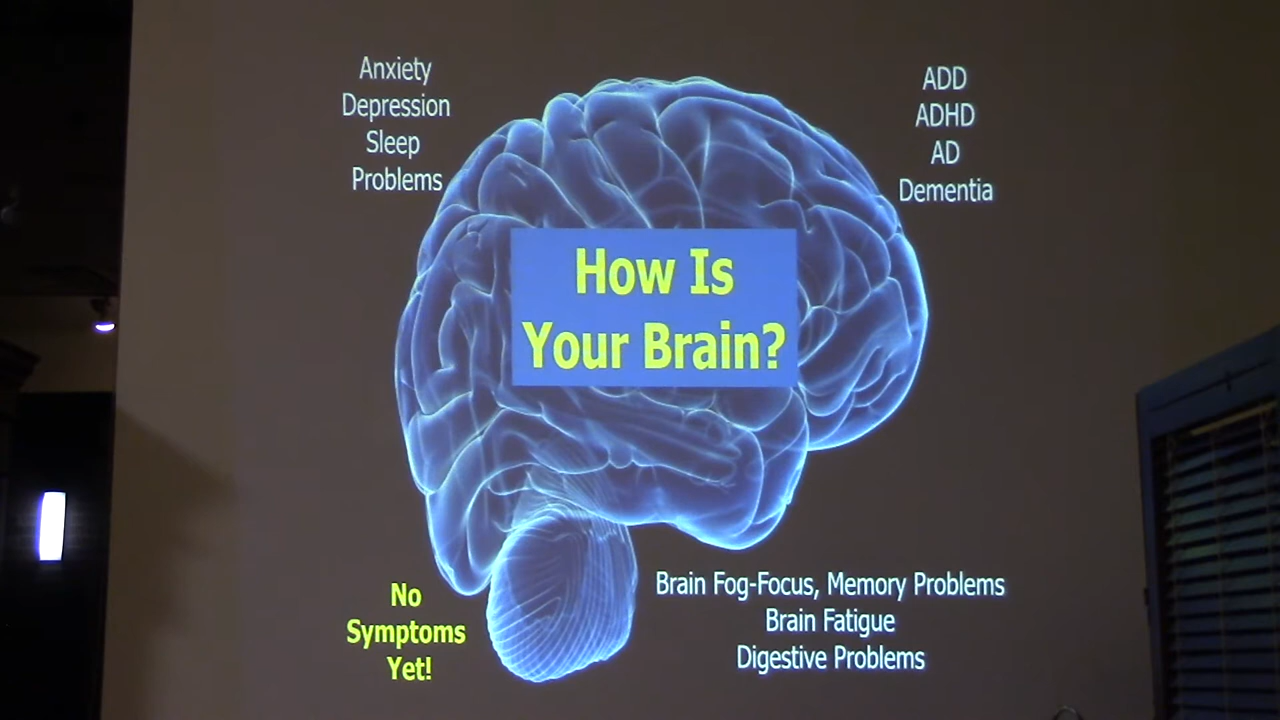 Anxiety
Depression
Sleep
Problems
ADD
ADHD
AD
Dementia
How Is
Your Brain?
No
Symptoms
Yet!
Brain Fog-Focus, Memory Problems
Brain Fatigue
Digestive Problems